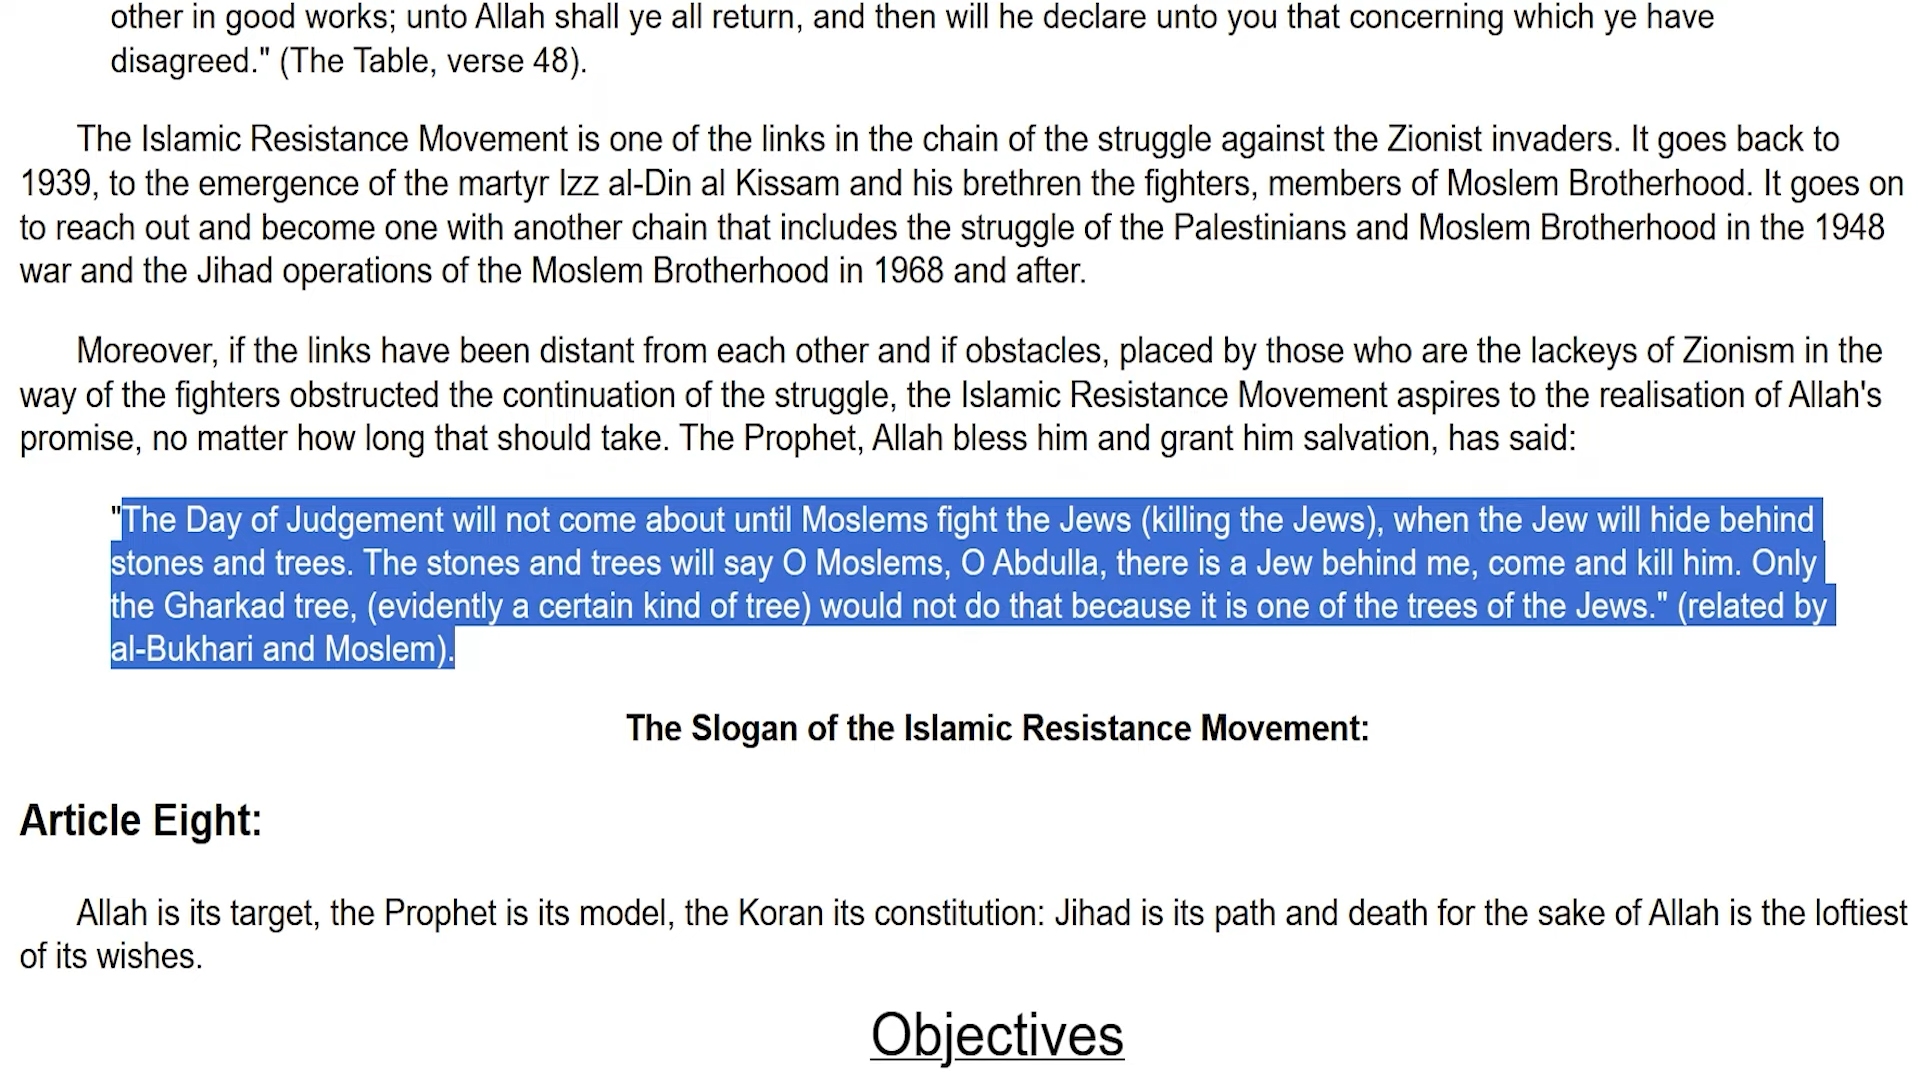 other in good works; unto Allah shall ye all return, and then will he declare unto you that concerning which ye have
disagreed." (The Table, verse 48).
The Islamic Resistance Movement is one of the links in the chain of the struggle against the Zionist invaders. It goes back to
1939, to the emergence of the martyr Izz al-Din al Kissam and his brethren the fighters, members of Moslem Brotherhood. It goes on
to reach out and become one with another chain that includes the struggle of the Palestinians and Moslem Brotherhood in the 1948
war and the Jihad operations of the Moslem Brotherhood in 1968 and after.
Moreover, if the links have been distant from each other and if obstacles, placed by those who are the lackeys of Zionism in the
way of the fighters obstructed the continuation of the struggle, the Islamic Resistance Movement aspires to the realisation of Allah's
promise, no matter how long that should take. The Prophet, Allah bless him and grant him salvation, has said:
"The Day of Judgement will not come about until Moslems fight the Jews (killing the Jews), when the Jew will hide behind
stones and trees. The stones and trees will say O Moslems, O Abdulla, there is a Jew behind me, come and kill him. Only
the Gharkad tree, (evidently a certain kind of tree) would not do that because it is one of the trees of the Jews." (related by
al-Bukhari and Moslem).
The Slogan of the Islamic Resistance Movement:
Article Eight:
Allah is its target, the Prophet is its model, the Koran its constitution: Jihad is its path and death for the sake of Allah is the loftiest
of its wishes.
Objectives